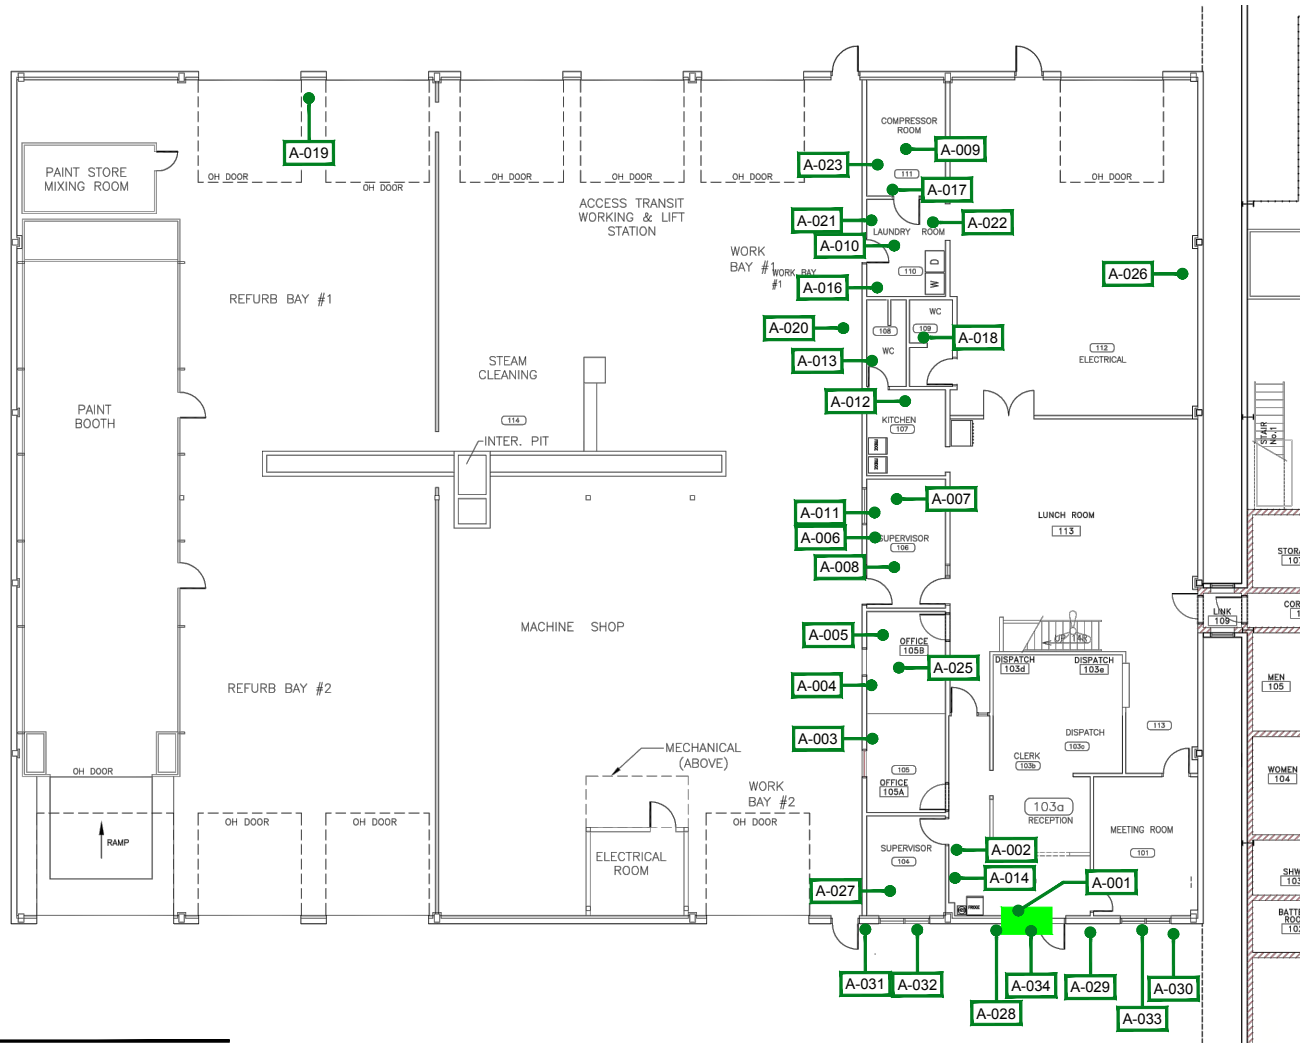 COMPRESSOR
ROOM
A-009
A-023
111
A-019
PAINT STORE
MIXING ROOM
OH DOOR
OH DOOR
OH DOOR
OH DOOR
OH DOOR
OH DOOR
A-017
ACCESS TRANSIT
WORKING & LIFT
STATION
A-021
A-022
LAUNDRY ROOM
A-010
WORK
BAY #1
WORK BAY
#1
110
D
W
A-026
A-016
REFURB BAY #1
WC
A-020
108
109
A-018
WC
112
ELECTRICAL
A-013
STEAM
CLEANING
A-012
PAINT
BOOTH
114
KITCHEN
107
INTER. PIT
STAIR
No.1
A-007
A-011
LUNCH ROOM
113
A-006
SUPERVISOR
106
A-008
LINK
109
MACHINE SHOP
A-005
OFFICE
105B
UP
A-025
DISPATCH
103d
DISPATCH
103e
A-004
REFURB BAY #2
MEN
105
113
A-003
DISPATCH
103c
MECHANICAL
(ABOVE)
CLERK
103b
105
OFFICE
105A
OH DOOR
WOMEN
104
WORK
BAY #2
103a
RECEPTION
OH DOOR
OH DOOR
OH DOOR
MEETING ROOM
101
RAMP
SUPERVISOR
104
A-002
ELECTRICAL
ROOM
A-014
A-001
A-027
FRIDGE
A-031
A-032
A-034
A-029
A-030
A-028
A-033